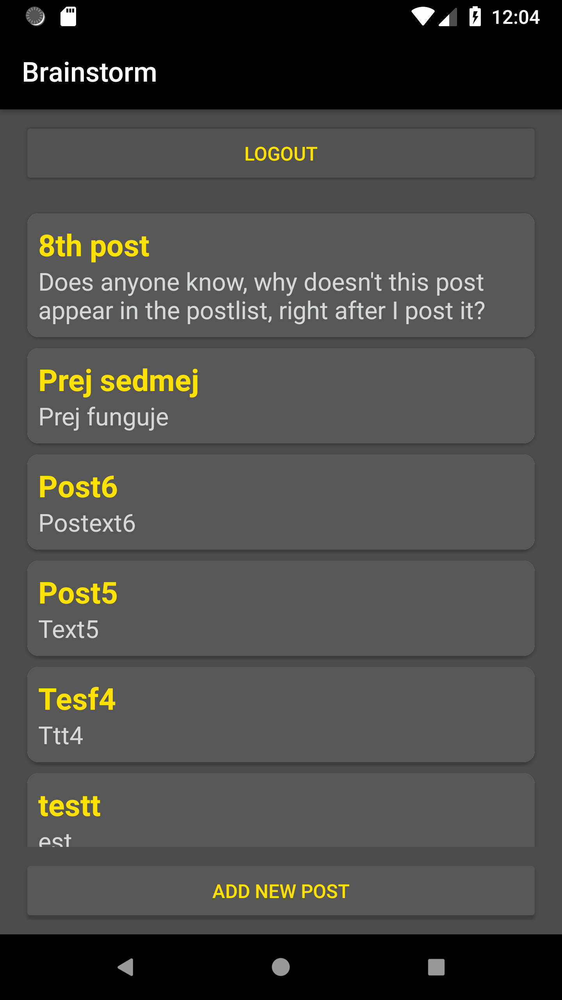 12:04
Brainstorm
LOGOUT
8th post
Does anyone know, why doesn't this post
appear in the postlist, right after I post it?
Prej sedmej
Prej funguje
Post6
Postext6
Post5
Text5
Tesf4
Ttt4
testt
est
ADD NEW POST